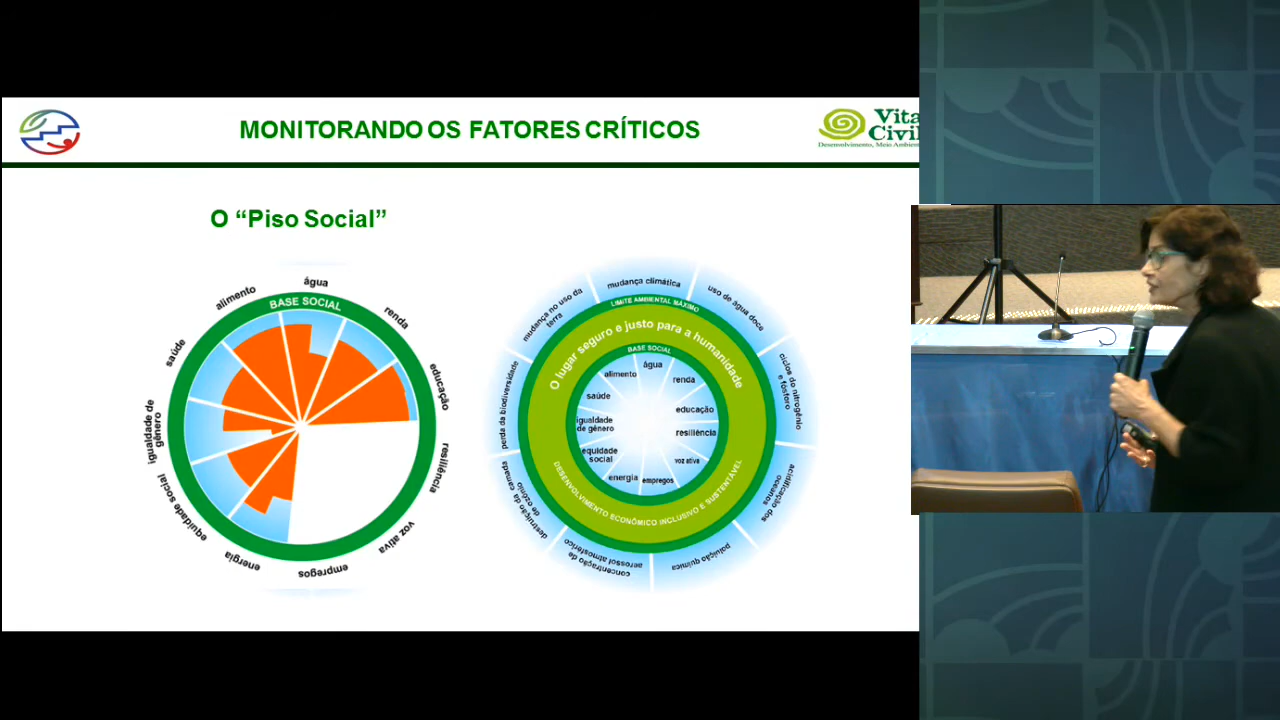 MONITORANDO OS FATORES CRÍTICOS
Vita
Civil
Desenvolvimento, Meio Ambien
O “Piso Social”
BASE SOCIAL
água
renda
educação
resiliência
voz ativa
empregos
energia
equidade social
igualdade de
gênero
saúde
alimento
mudança climática
uso de água doce
ciclos do nitrogênio
e fósforo
acidificação dos
oceanos
poluição química
concentração de
aerossol atmosférico
destruição da camada
de ozônio
perda da biodiversidade
mudança no uso da
terra
LIMITE AMBIENTAL MÁXIMO
O lugar seguro e justo para a humanidade
BASE SOCIAL
água
renda
educação
resiliência
voz ativa
empregos
energia
equidade
social
igualdade
de gênero
saúde
alimento
DESENVOLVIMENTO ECONÔMICO INCLUSIVO E SUSTENTÁVEL